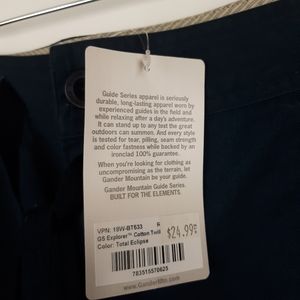 Guide Series apparel is seriously
durable, long-lasting apparel worn by
experienced guides in the field and
while relaxing after a day's adventure.
It can stand up to any test the great
outdoors can summon. And every style
is tested for tear, pilling, seam strength
and color fastness while backed by an
ironclad 100% guarantee.
When you're looking for clothing as
uncompromising as the terrain, let
Gander Mountain be your guide.
Gander Mountain Guide Series.
BUILT FOR THE ELEMENTS.
VPN: 18W-BT633 R
GS Explorer™ Cotton Twill
Color: Total Eclipse
$24.99
783515570625
www.GanderMtn.com